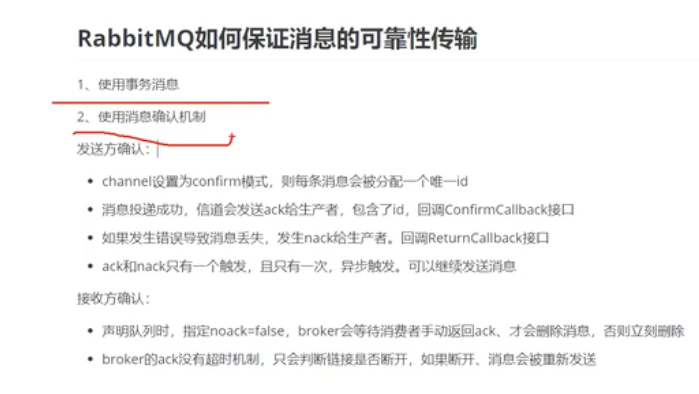 RabbitMQ如何保证消息的可靠性传输
1、使用事务消息
2、使用消息确认机制
发送方确认：
channel设置为confirm模式，则每条消息会被分配一个唯一id
消息投递成功，信道会发送ack给生产者，包含了id，回调ConfirmCallback接口
如果发生错误导致消息丢失，发生nack给生产者。回调ReturnCallback接口
ack和nack只有一个触发，且只有一次，异步触发。可以继续发送消息
接收方确认：
声明队列时，指定noack=false，broker会等待消费者手动返回ack、才会删除消息，否则立刻删除
broker的ack没有超时机制，只会判断链接是否断开，如果断开、消息会被重新发送